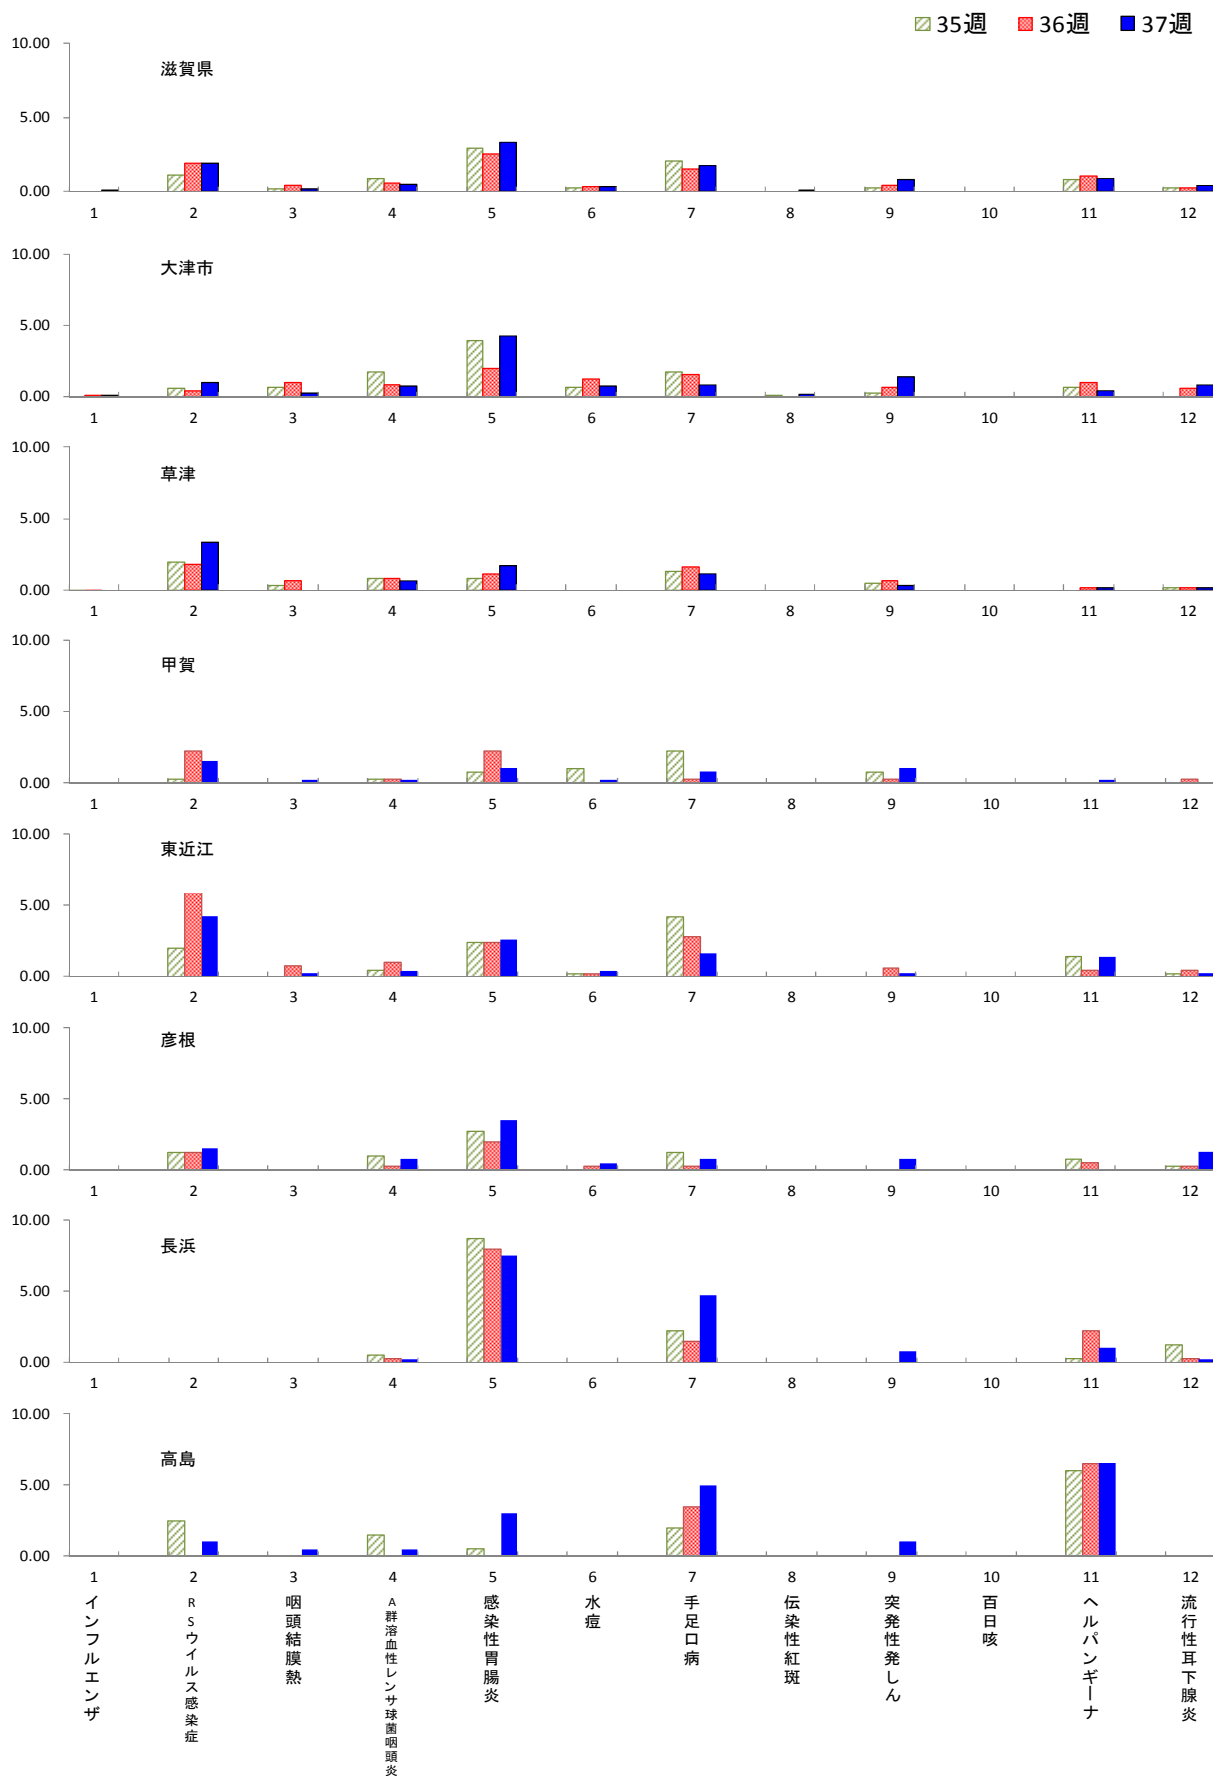 35週 36週 37週
10.00
滋賀県
5.00
0.00
1 2 3 4 5 6 7 8 9 10 11 12
10.00
大津市
5.00
0.00
1 2 3 4 5 6 7 8 9 10 11 12
10.00
草津
5.00
0.00
1 2 3 4 5 6 7 8 9 10 11 12
10.00
甲賀
5.00
0.00
1 2 3 4 5 6 7 8 9 10 11 12
10.00
東近江
5.00
0.00
1 2 3 4 5 6 7 8 9 10 11 12
10.00
彦根
5.00
0.00
1 2 3 4 5 6 7 8 9 10 11 12
10.00
長浜
5.00
0.00
1 2 3 4 5 6 7 8 9 10 11 12
10.00
高島
5.00
0.00
1 2 3 4 5 6 7 8 9 10 11 12
インフルエンザ
RSウイルス感染症
咽頭結膜熱
A群溶血性レンサ球菌咽頭炎
感染性胃腸炎
水痘
手足口病
伝染性紅斑
突発性発しん
百日咳
ヘルパンギーナ
流行性耳下腺炎